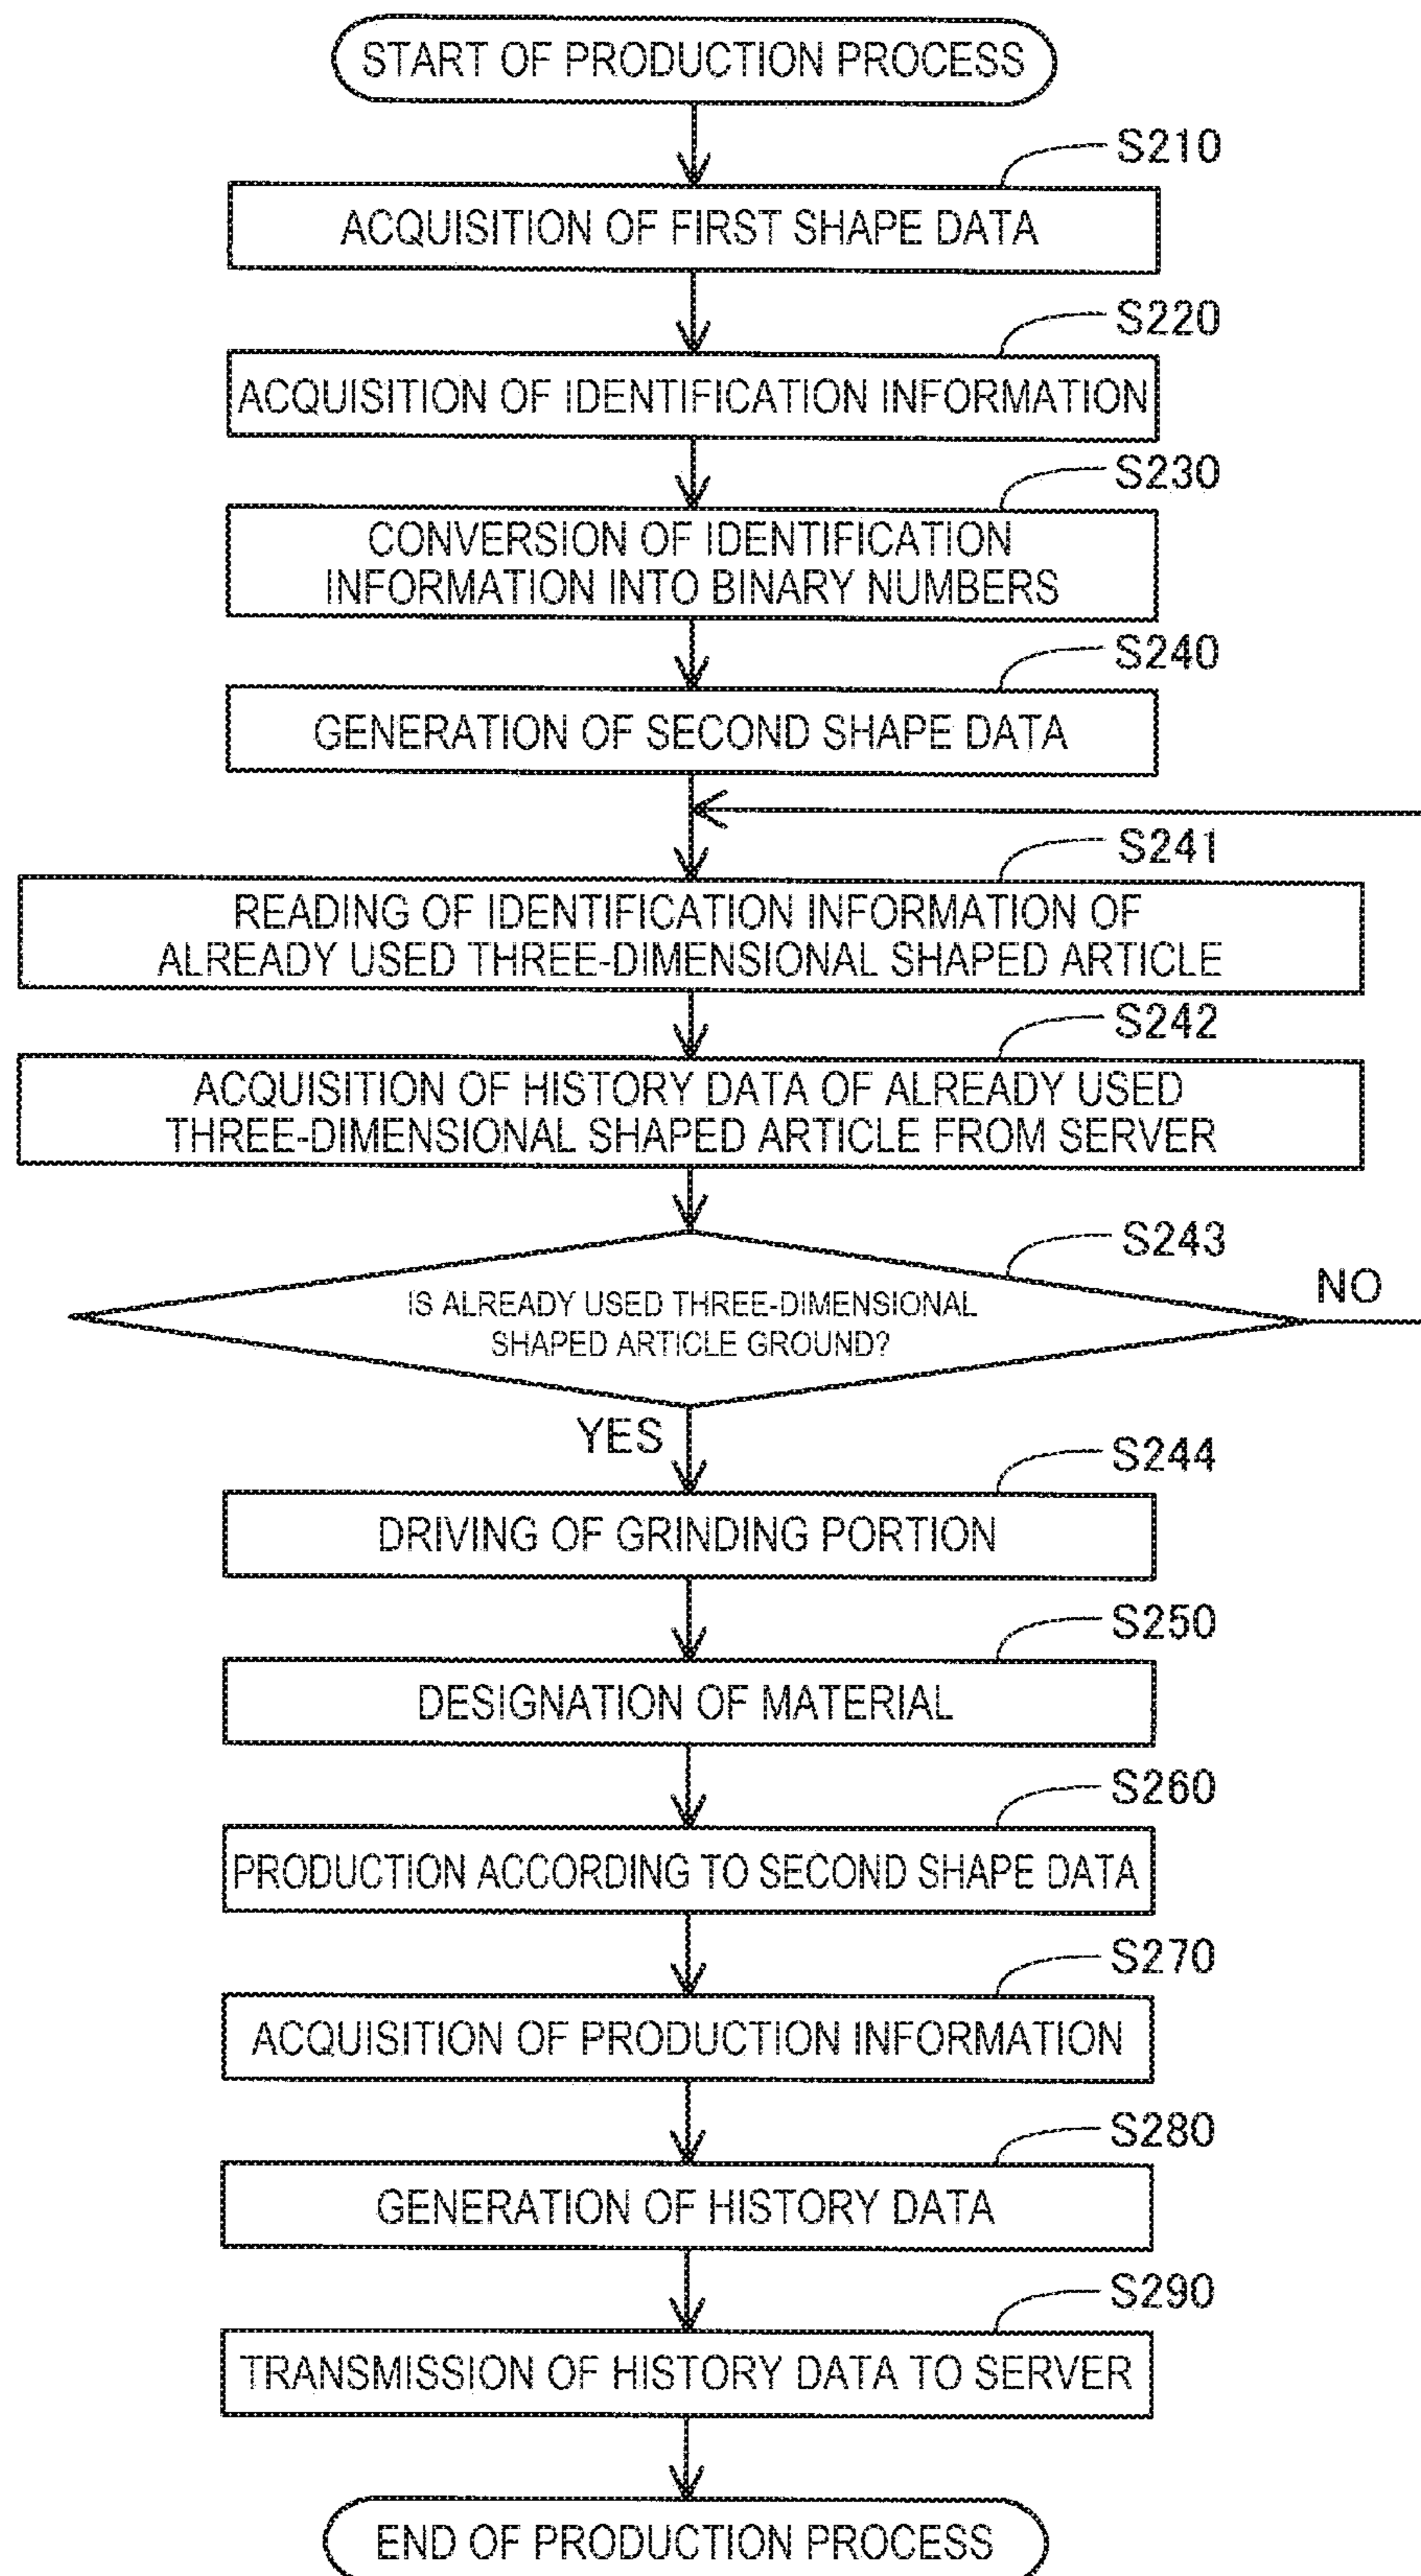 START OF PRODUCTION PROCESS
S210
ACQUISITION OF FIRST SHAPE DATA
S220
ACQUISITION OF IDENTIFICATION INFORMATION
S230
CONVERSION OF IDENTIFICATION
INFORMATION INTO BINARY NUMBERS
S240
GENERATION OF SECOND SHAPE DATA
S241
READING OF IDENTIFICATION INFORMATION OF
ALREADY USED THREE-DIMENSIONAL SHAPED ARTICLE
S242
ACQUISITION OF HISTORY DATA OF ALREADY USED
THREE-DIMENSIONAL SHAPED ARTICLE FROM SERVER
S243
NO
IS ALREADY USED THREE-DIMENSIONAL
SHAPED ARTICLE GROUND?
YES
S244
DRIVING OF GRINDING PORTION
S250
DESIGNATION OF MATERIAL
S260
PRODUCTION ACCORDING TO SECOND SHAPE DATA
S270
ACQUISITION OF PRODUCTION INFORMATION
S280
GENERATION OF HISTORY DATA
S290
TRANSMISSION OF HISTORY DATA TO SERVER
END OF PRODUCTION PROCESS